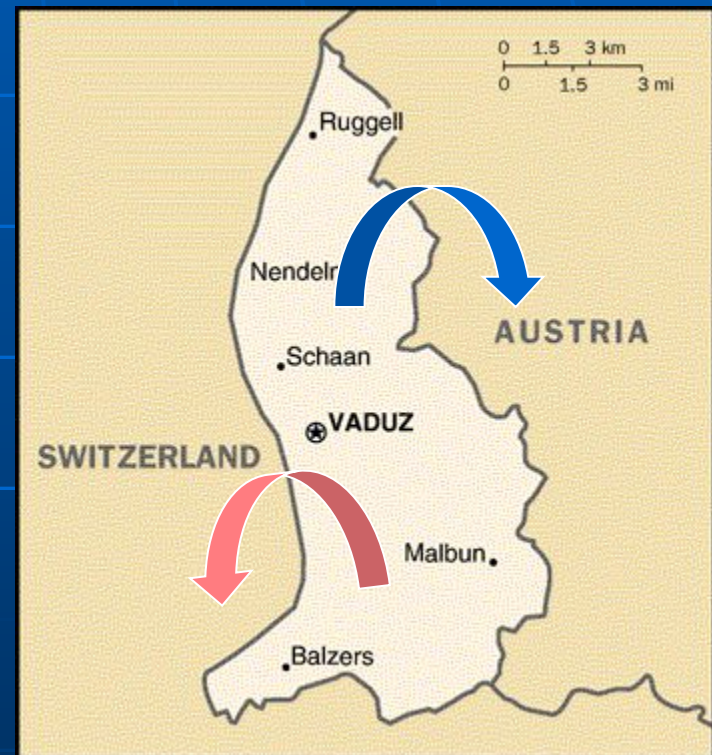 0 1.5 3 km
0 1.5 3 mi
Ruggell
Nendeln
AUSTRIA
Schaan
VADUZ
SWITZERLAND
Malbun
Balzers